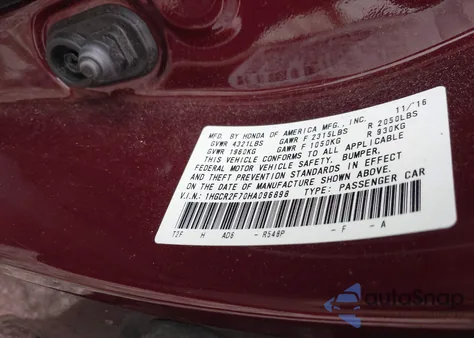 MFD. BY HONDA OF AMERICA MFG., INC. 11/'16
GVWR 4321LBS GAWR F 2315LBS R 2050LBS
GVWR 1960KG GAWR F 1050KG R 930KG
THIS VEHICLE CONFORMS TO ALL APPLICABLE
FEDERAL MOTOR VEHICLE SAFETY, BUMPER,
AND THEFT PREVENTION STANDARDS IN EFFECT
ON THE DATE OF MANUFACTURE SHOWN ABOVE.
V.I.N.: 1HGCR2F70HA096896 TYPE: PASSENGER CAR
T2F H AD6 - R548P - F - A
autoSnap